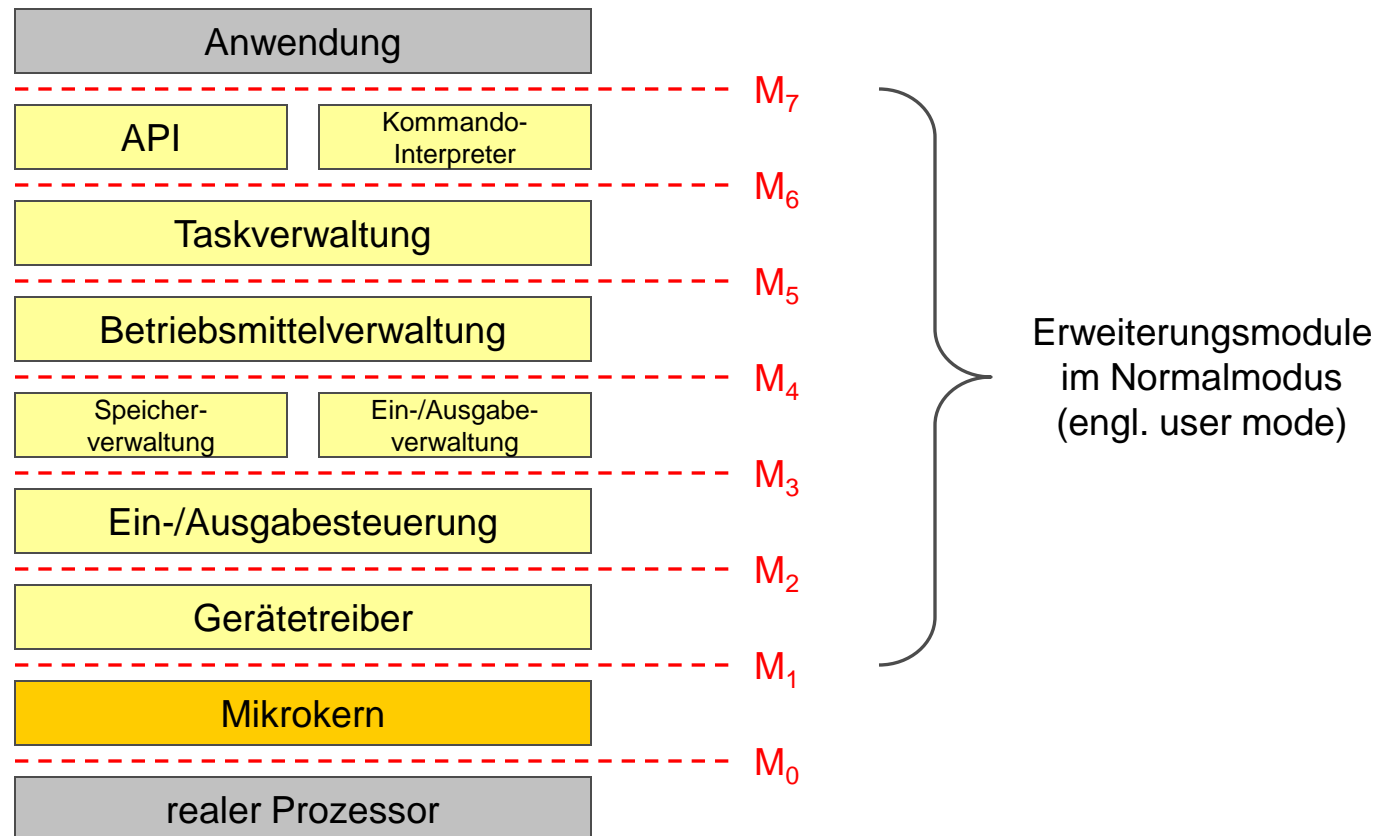 Anwendung
M₇
API
Kommando-
Interpreter
M₆
Taskverwaltung
M₅
Betriebsmittelverwaltung
M₄
Speicher-
verwaltung
Ein-/Ausgabe-
verwaltung
M₃
Ein-/Ausgabesteuerung
M₂
Gerätetreiber
M₁
Mikrokern
M₀
realer Prozessor
Erweiterungsmodule
im Normalmodus
(engl. user mode)